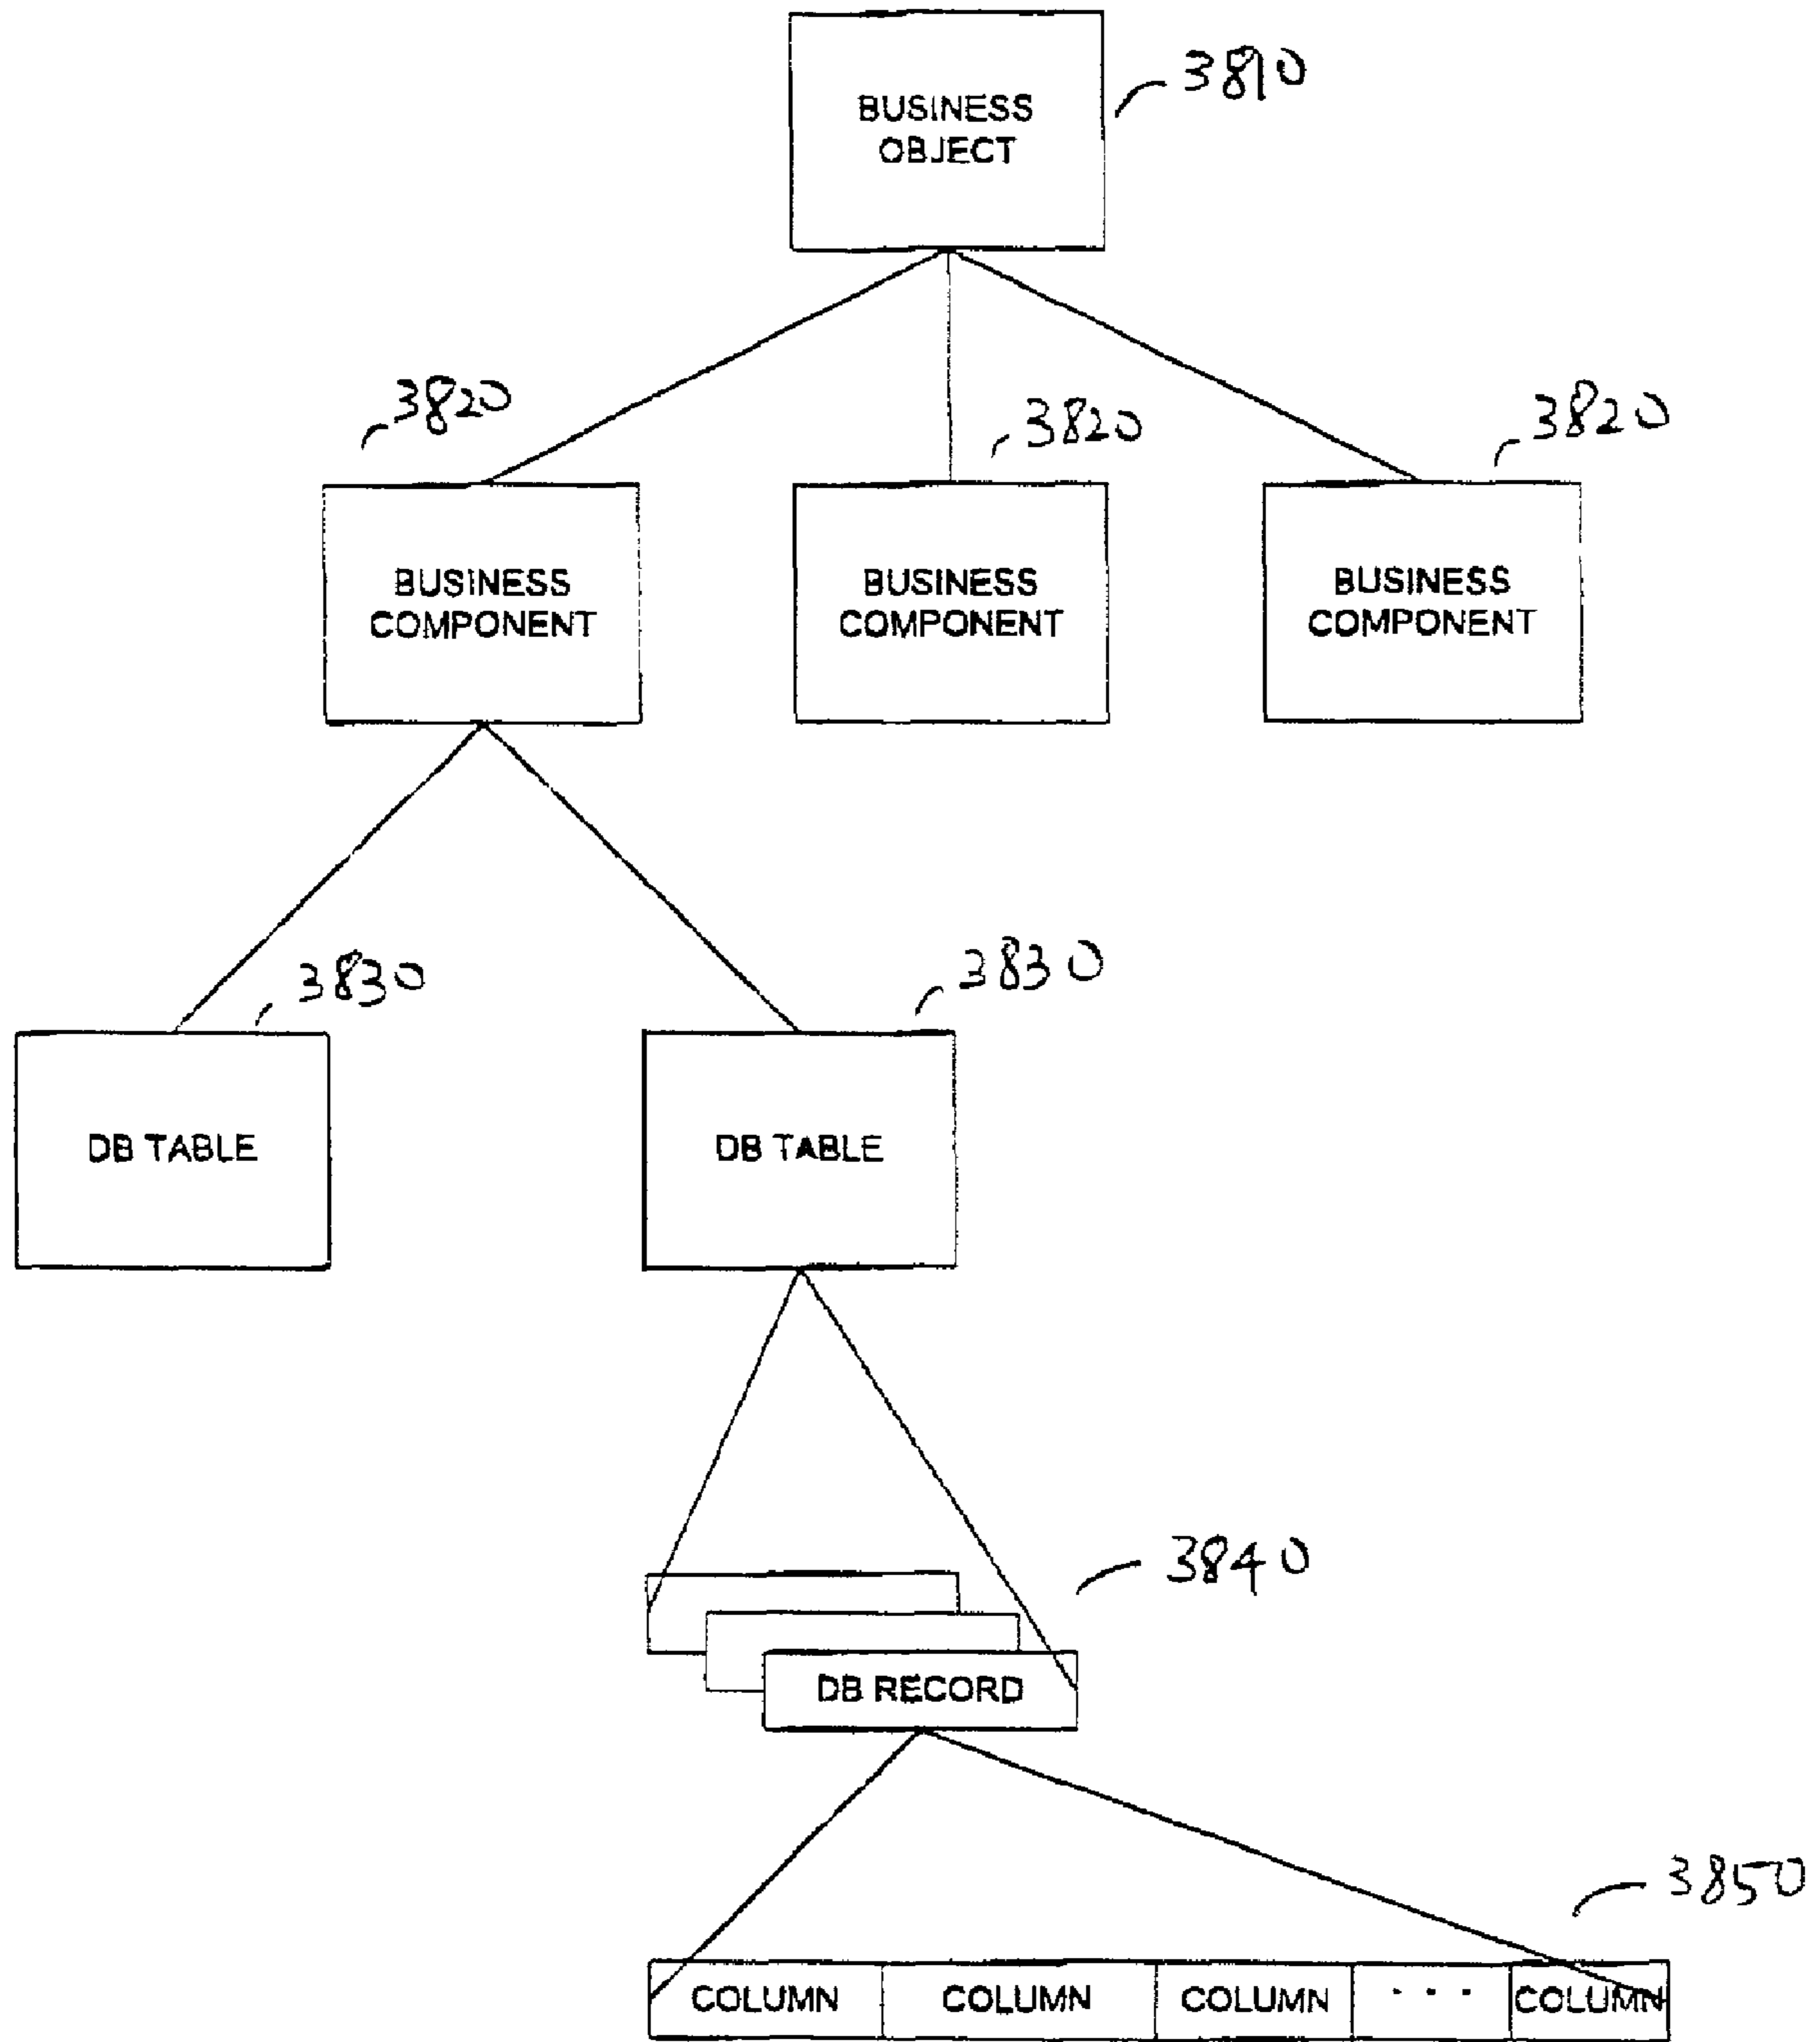 3810
BUSINESS
OBJECT
3820
3820
3820
BUSINESS
COMPONENT
BUSINESS
COMPONENT
BUSINESS
COMPONENT
3830
3830
DB TABLE
DB TABLE
3840
DB RECORD
3850
COLUMN
COLUMN
COLUMN
. . .
COLUMN